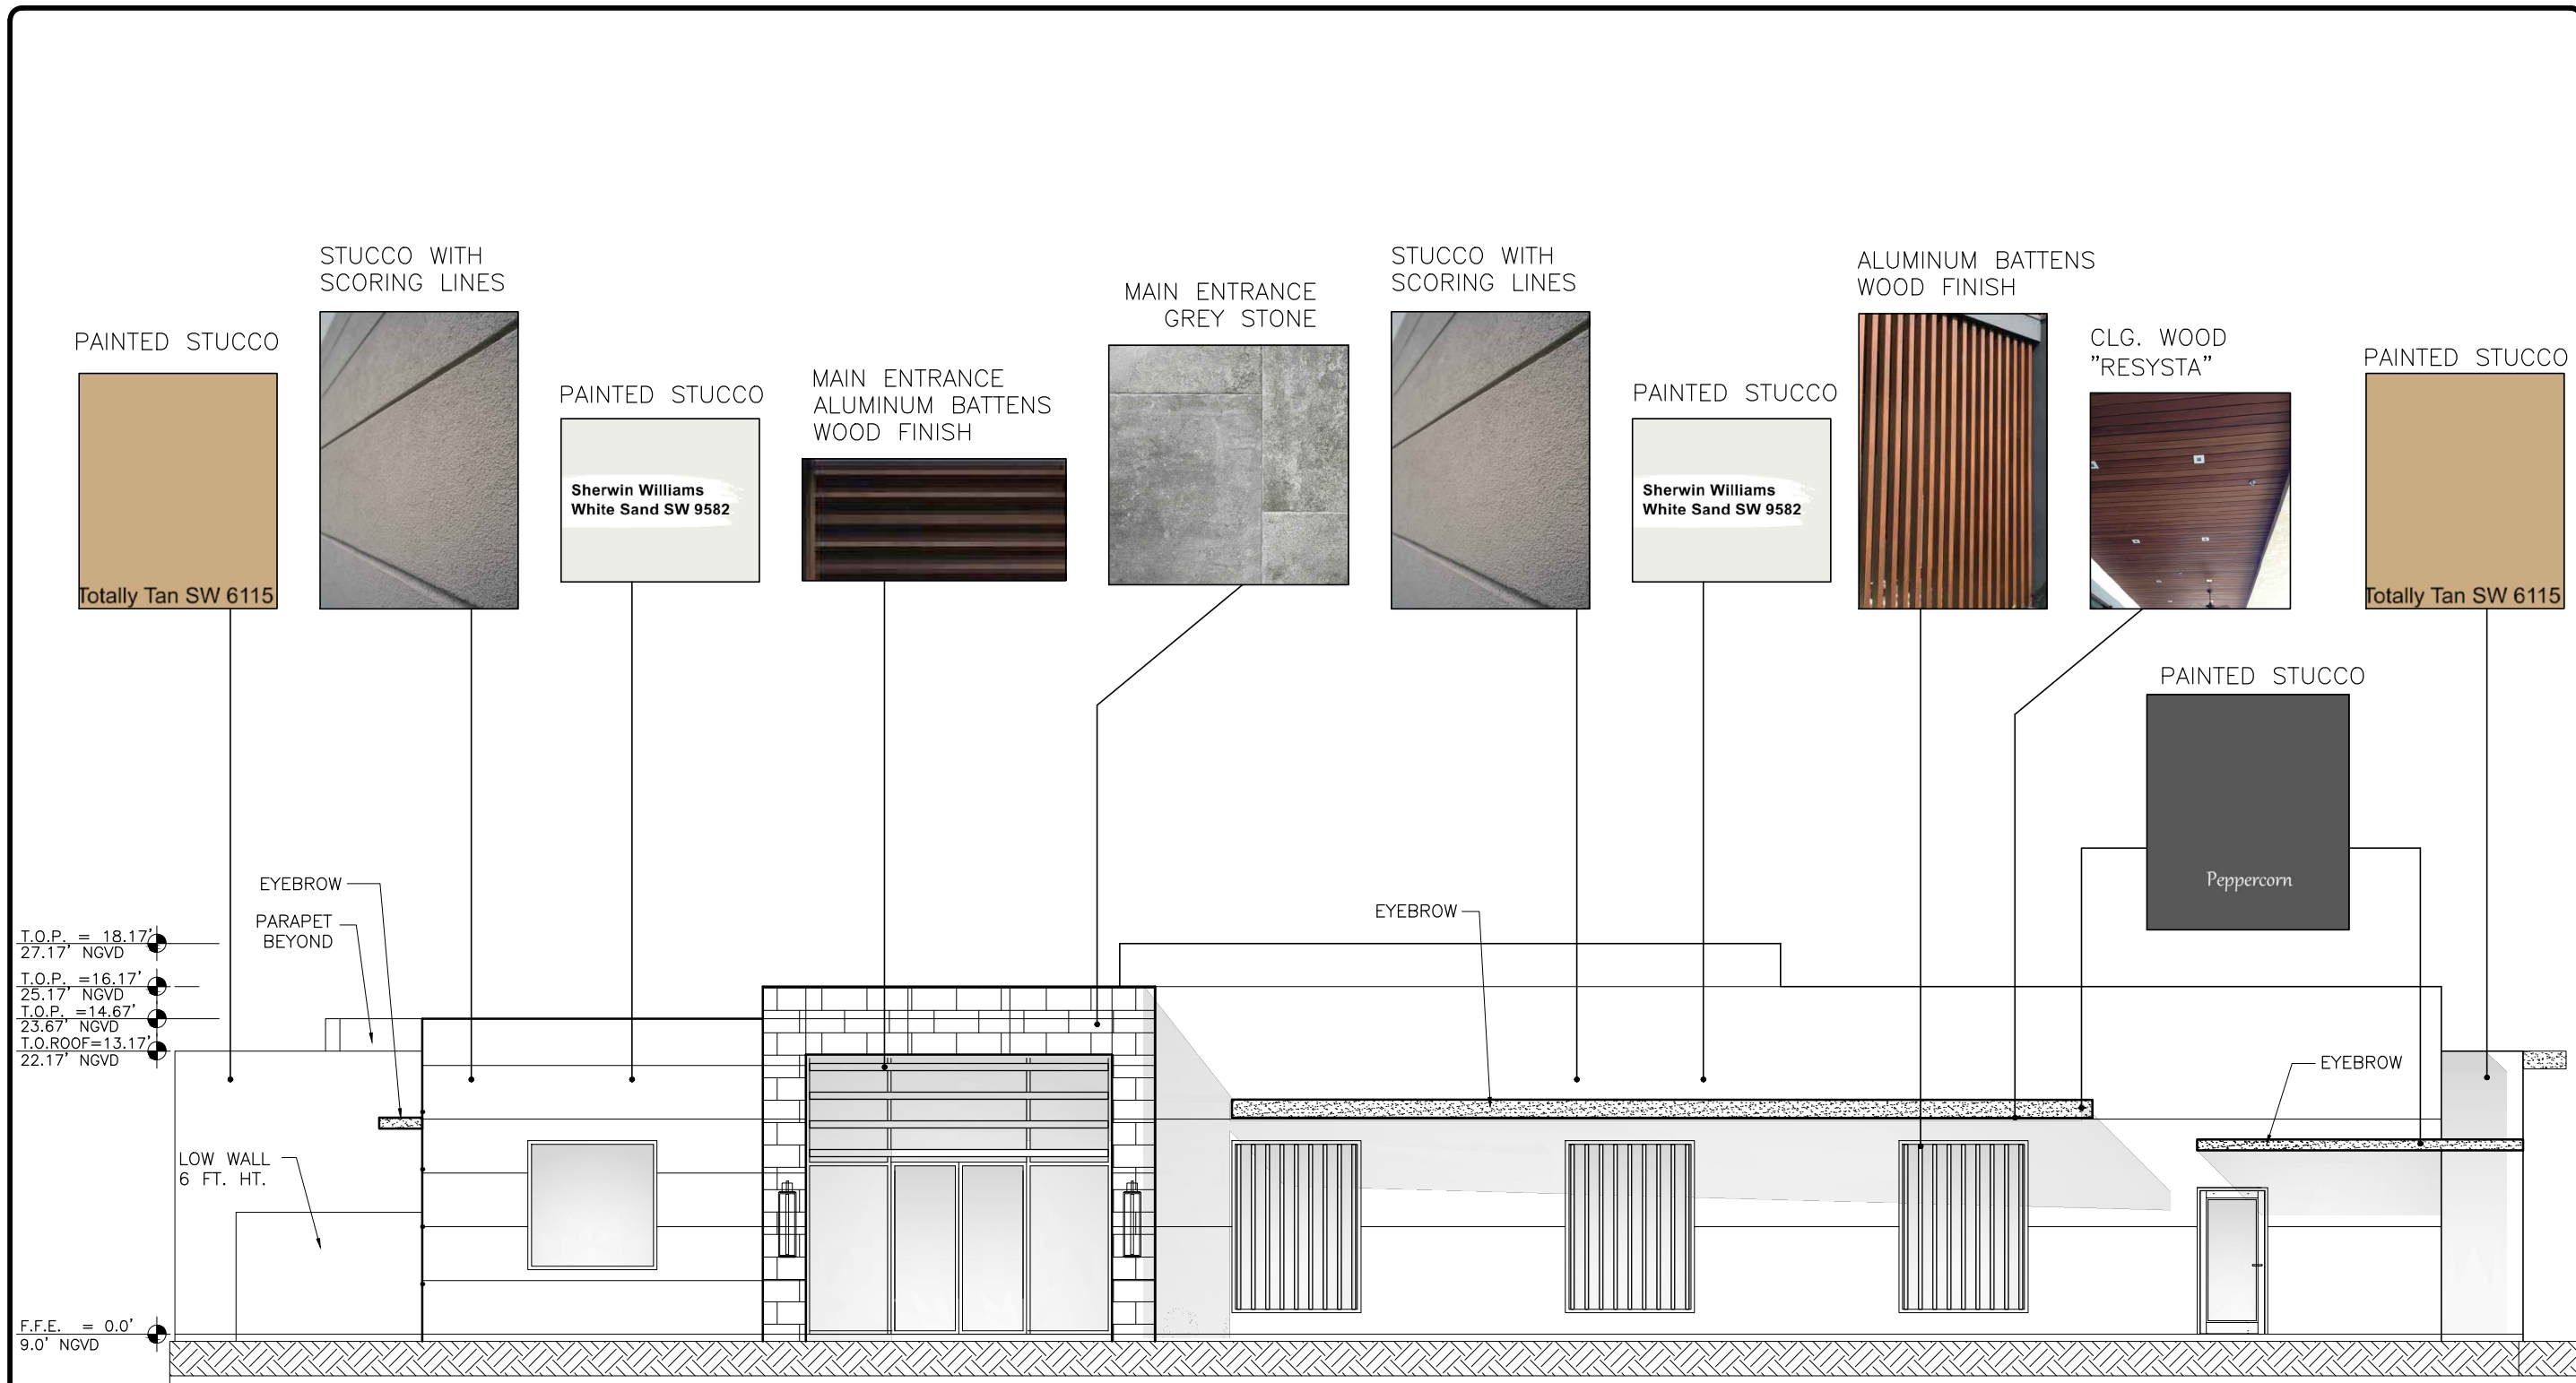 STUCCO WITH
SCORING LINES
PAINTED STUCCO
Totally Tan SW 6115
PAINTED STUCCO
Sherwin Williams
White Sand SW 9582
MAIN ENTRANCE
ALUMINUM BATTENS
WOOD FINISH
MAIN ENTRANCE
GREY STONE
STUCCO WITH
SCORING LINES
PAINTED STUCCO
Sherwin Williams
White Sand SW 9582
ALUMINUM BATTENS
WOOD FINISH
CLG. WOOD
"RESYSTA"
PAINTED STUCCO
Totally Tan SW 6115
PAINTED STUCCO
Peppercorn
EYEBROW
PARAPET
BEYOND
EYEBROW
T.O.P. = 18.17'
27.17' NGVD
T.O.P. =16.17'
25.17' NGVD
T.O.P. =14.67'
23.67' NGVD
T.O.ROOF=13.17'
22.17' NGVD
EYEBROW
LOW WALL
6 FT. HT.
F.F.E. = 0.0'
9.0' NGVD